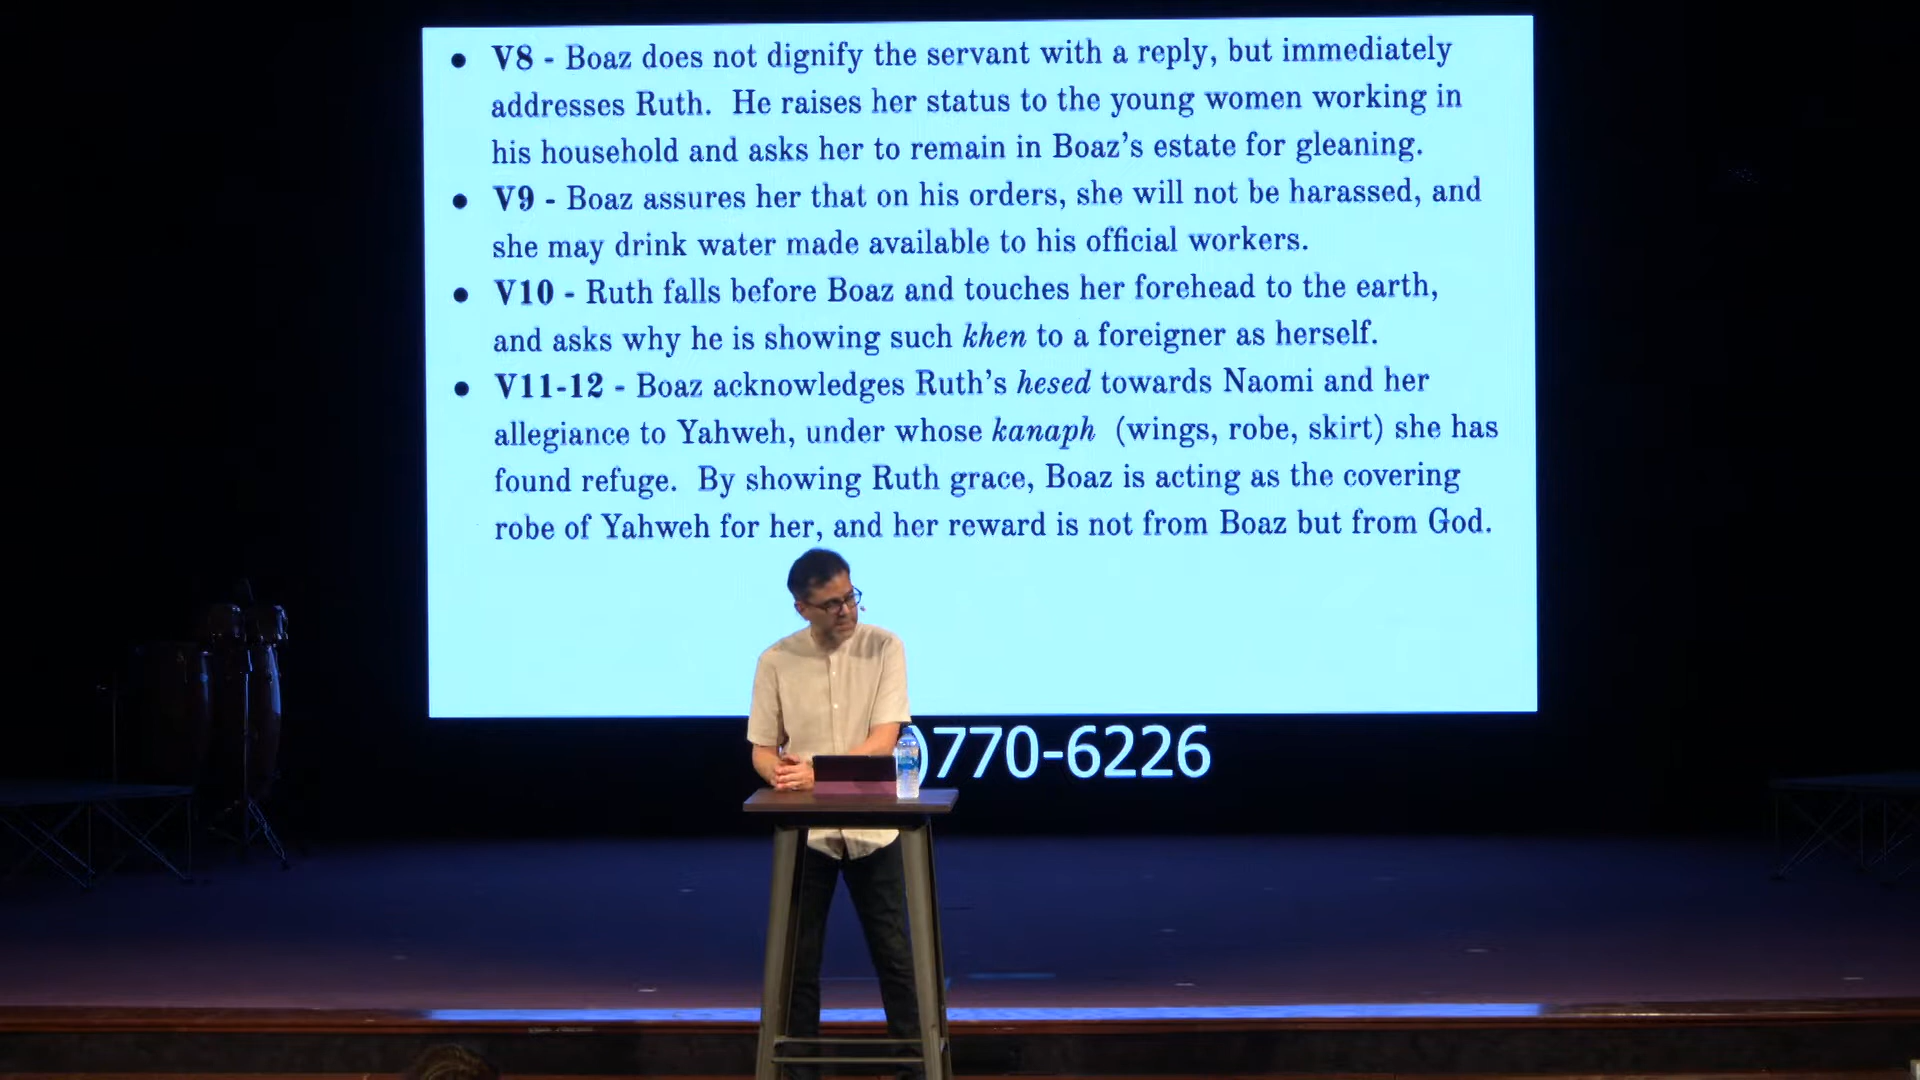 • V8 - Boaz does not dignify the servant with a reply, but immediately
addresses Ruth. He raises her status to the young women working in
his household and asks her to remain in Boaz's estate for gleaning.
• V9 - Boaz assures her that on his orders, she will not be harassed, and
she may drink water made available to his official workers.
• V10 - Ruth falls before Boaz and touches her forehead to the earth,
and asks why he is showing such khen to a foreigner as herself.
• V11-12 - Boaz acknowledges Ruth's hesed towards Naomi and her
allegiance to Yahweh, under whose kanaph (wings, robe, skirt) she has
found refuge. By showing Ruth grace, Boaz is acting as the covering
robe of Yahweh for her, and her reward is not from Boaz but from God.
)770-6226